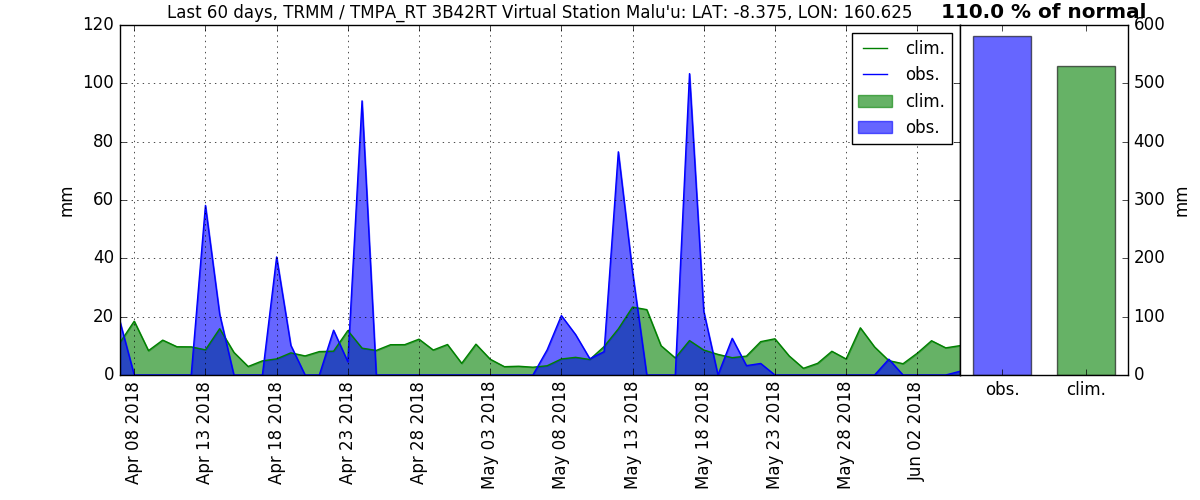 Last 60 days, TRMM / TMPA_RT 3B42RT Virtual Station Malu'u: LAT: -8.375, LON: 160.625
110.0 % of normal
120
100
80
60
40
20
0
mm
clim.
obs.
clim.
obs.
600
500
400
300
200
100
0
mm
Apr 08 2018
Apr 13 2018
Apr 18 2018
Apr 23 2018
Apr 28 2018
May 03 2018
May 08 2018
May 13 2018
May 18 2018
May 23 2018
May 28 2018
Jun 02 2018
obs.
clim.